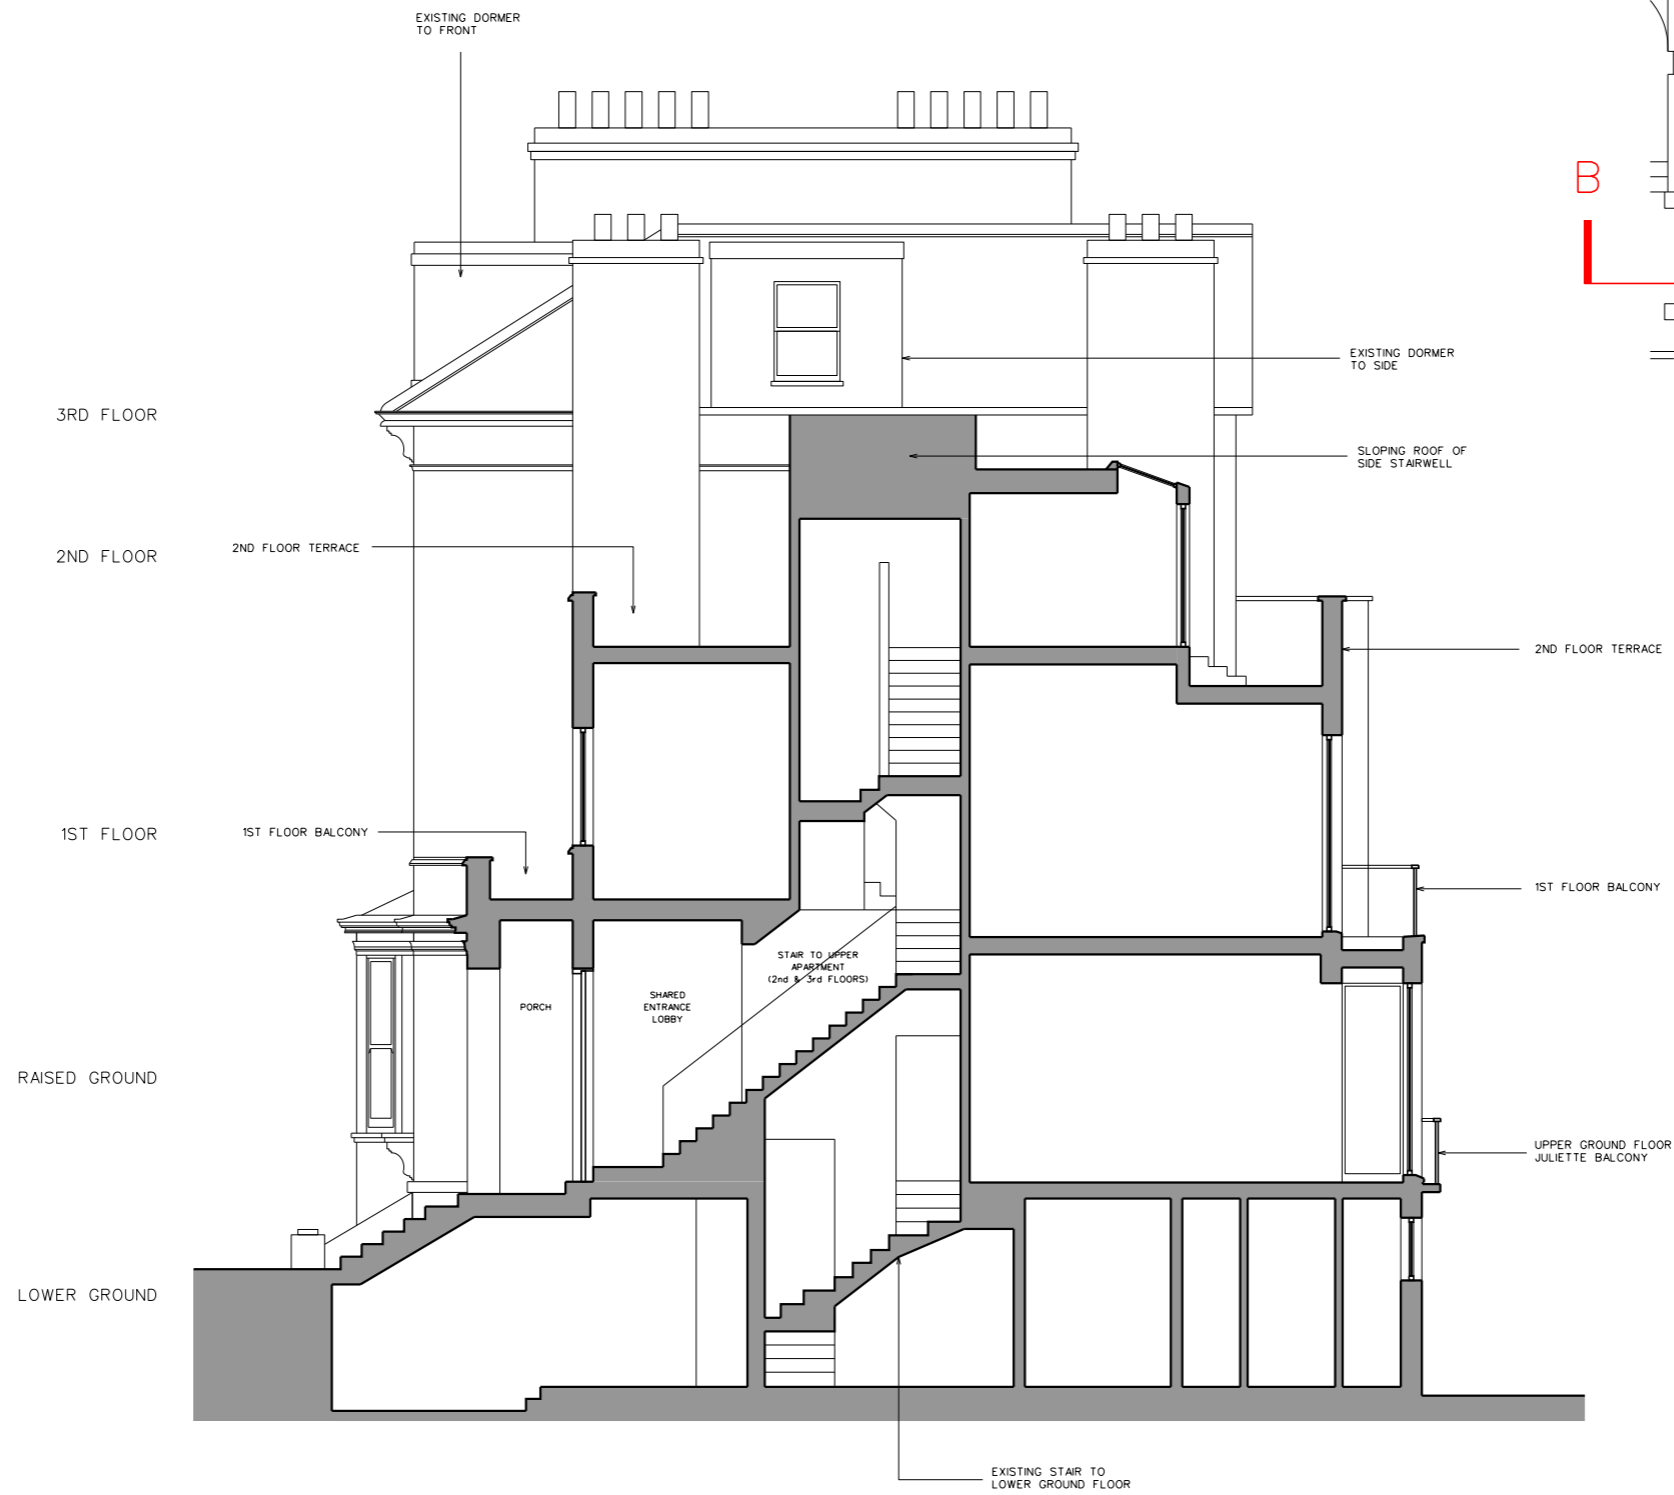 EXISTING DORMER
TO FRONT
B
EXISTING DORMER
TO SIDE
3RD FLOOR
SLOPING ROOF OF
SIDE STAIRWELL
2ND FLOOR
2ND FLOOR TERRACE
2ND FLOOR TERRACE
1ST FLOOR
1ST FLOOR BALCONY
1ST FLOOR BALCONY
STAIR TO UPPER
APARTMENT
(2nd & 3rd FLOORS)
PORCH
SHARED
ENTRANCE
LOBBY
RAISED GROUND
UPPER GROUND FLOOR
JULIETTE BALCONY
LOWER GROUND
EXISTING STAIR TO
LOWER GROUND FLOOR